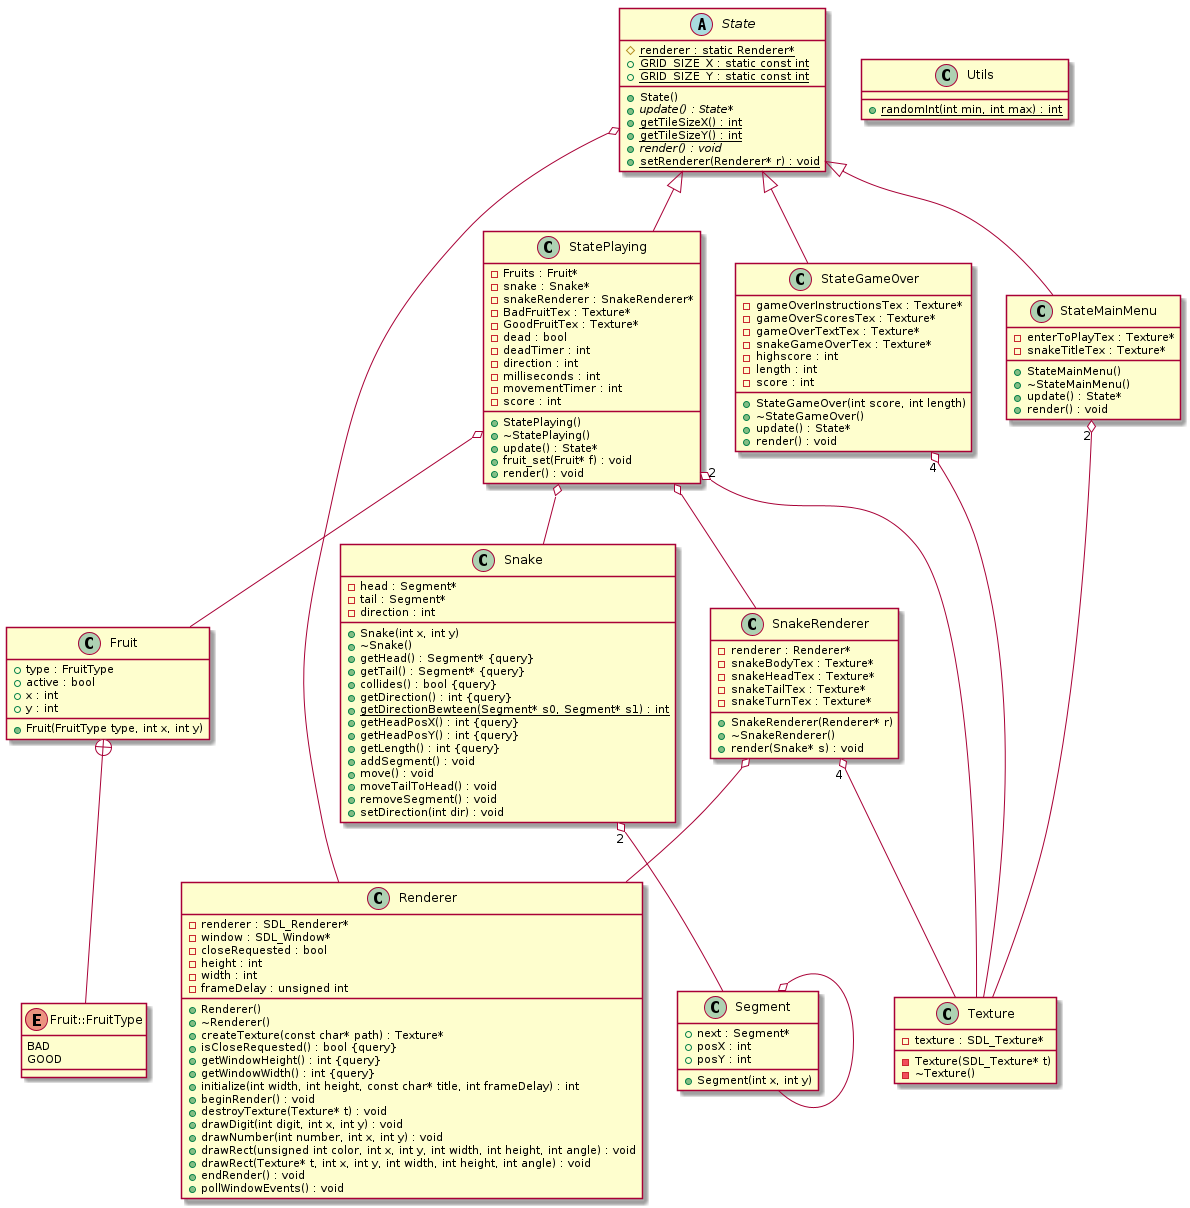 A State
renderer : static Renderer*
GRID_SIZE_X : static const int
GRID_SIZE_Y : static const int
State()
update() : State*
getTileSizeX() : int
getTileSizeY() : int
render() : void
setRenderer(Renderer* r) : void
C Utils
randomInt(int min, int max) : int
C StatePlaying
Fruits : Fruit*
snake : Snake*
snakeRenderer : SnakeRenderer*
BadFruitTex : Texture*
GoodFruitTex : Texture*
dead : bool
deadTimer : int
direction : int
milliseconds : int
movementTimer : int
score : int
StatePlaying()
~StatePlaying()
update() : State*
fruit_set(Fruit* f) : void
render() : void
2
C StateGameOver
gameOverInstructionsTex : Texture*
gameOverScoresTex : Texture*
gameOverTextTex : Texture*
snakeGameOverTex : Texture*
highscore : int
length : int
score : int
StateGameOver(int score, int length)
~StateGameOver()
update() : State*
render() : void
4
C StateMainMenu
enterToPlayTex : Texture*
snakeTitleTex : Texture*
StateMainMenu()
~StateMainMenu()
update() : State*
render() : void
2
C Snake
head : Segment*
tail : Segment*
direction : int
Snake(int x, int y)
~Snake()
getHead() : Segment* {query}
getTail() : Segment* {query}
collides() : bool {query}
getDirection() : int {query}
getDirectionBewteen(Segment* s0, Segment* s1) : int
getHeadPosX() : int {query}
getHeadPosY() : int {query}
getLength() : int {query}
addSegment() : void
move() : void
moveTailToHead() : void
removeSegment() : void
setDirection(int dir) : void
2
C SnakeRenderer
renderer : Renderer*
snakeBodyTex : Texture*
snakeHeadTex : Texture*
snakeTailTex : Texture*
snakeTurnTex : Texture*
SnakeRenderer(Renderer* r)
~SnakeRenderer()
render(Snake* s) : void
4
C Fruit
type : FruitType
active : bool
x : int
y : int
Fruit(FruitType type, int x, int y)
E Fruit::FruitType
BAD
GOOD
C Renderer
renderer : SDL_Renderer*
window : SDL_Window*
closeRequested : bool
height : int
width : int
frameDelay : unsigned int
Renderer()
~Renderer()
createTexture(const char* path) : Texture*
isCloseRequested() : bool {query}
getWindowHeight() : int {query}
getWindowWidth() : int {query}
initialize(int width, int height, const char* title, int frameDelay) : int
beginRender() : void
destroyTexture(Texture* t) : void
drawDigit(int digit, int x, int y) : void
drawNumber(int number, int x, int y) : void
drawRect(unsigned int color, int x, int y, int width, int height, int angle) : void
drawRect(Texture* t, int x, int y, int width, int height, int angle) : void
endRender() : void
pollWindowEvents() : void
C Segment
next : Segment*
posX : int
posY : int
Segment(int x, int y)
C Texture
texture : SDL_Texture*
Texture(SDL_Texture* t)
~Texture()